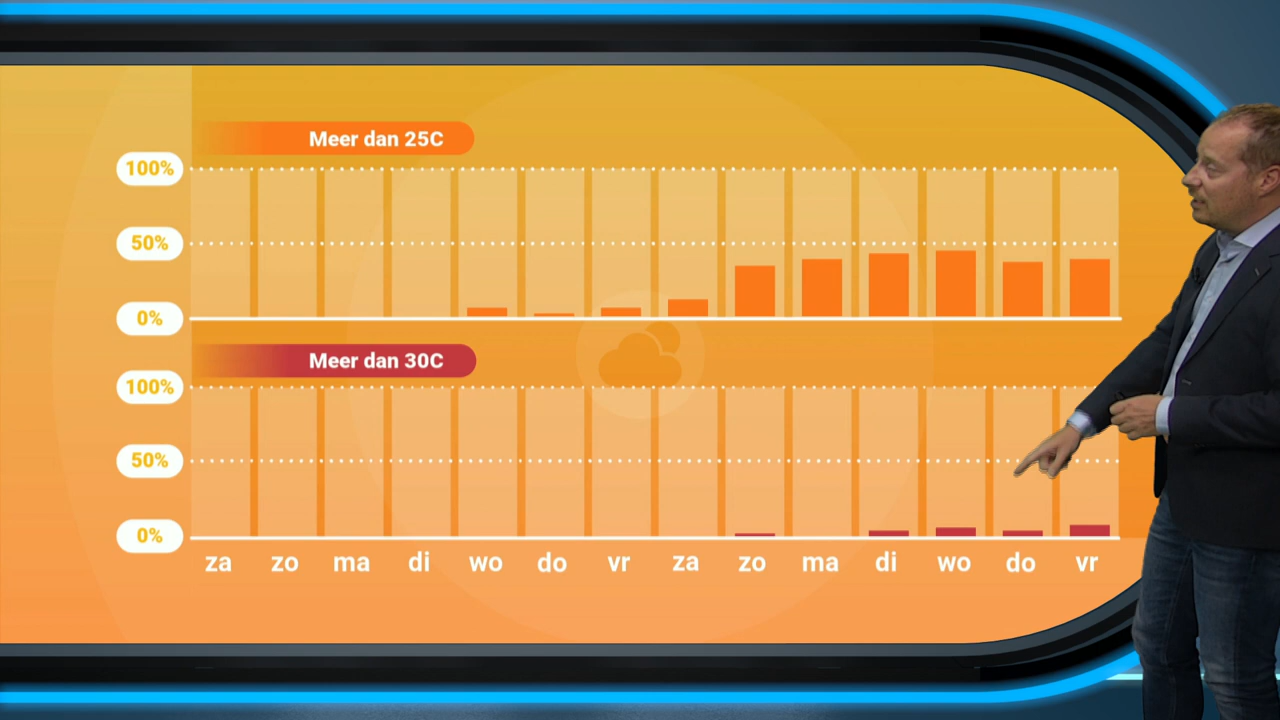 Meer dan 25C
100%
50%
0%
Meer dan 30C
100%
50%
0%
za zo ma di wo do vr za zo ma di wo do vr